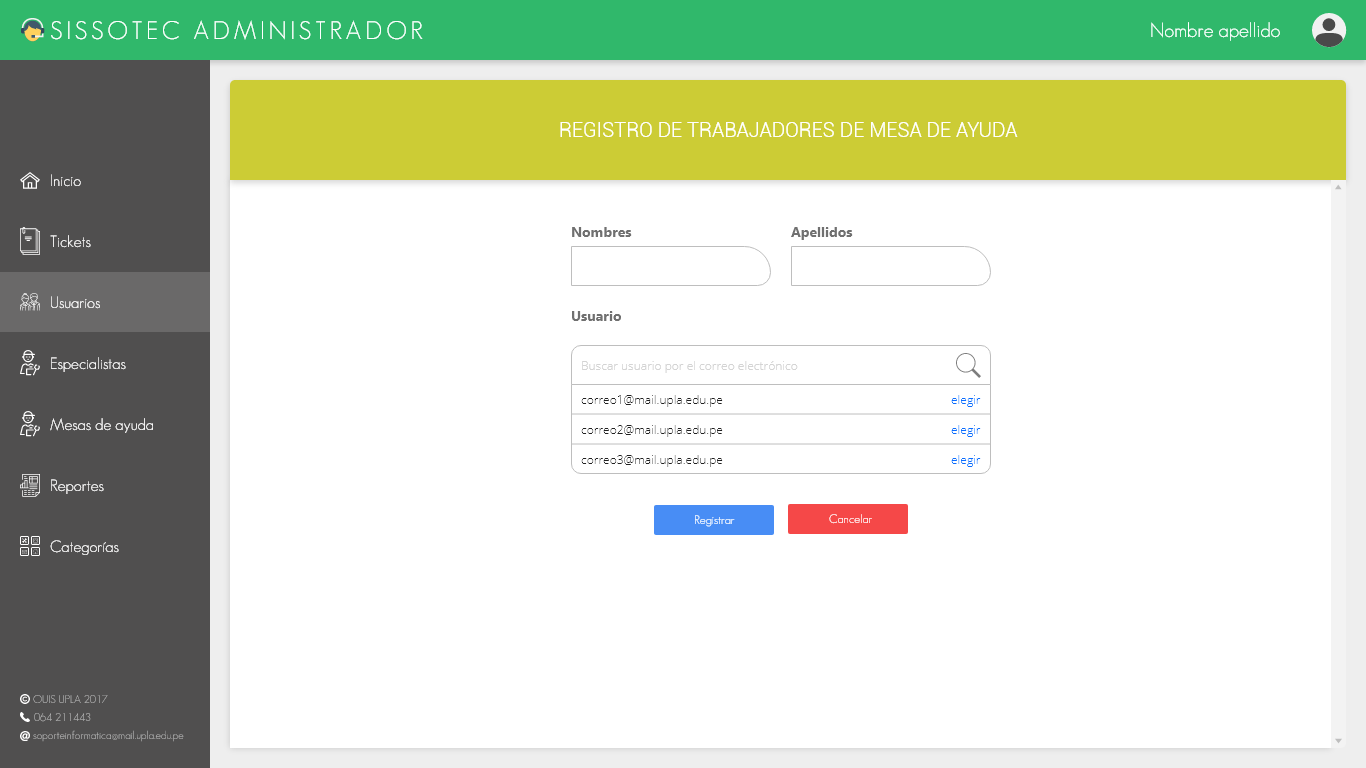 SISSOTEC ADMINISTRADOR
Nombre apellido
Inicio
Tickets
Usuarios
Especialistas
Mesas de ayuda
Reportes
Categorías
© OUIS UPLA 2017
064 211443
@ soporteinformatica@mail.upla.edu.pe
REGISTRO DE TRABAJADORES DE MESA DE AYUDA
Nombres Apellidos
Usuario
Buscar usuario por el correo electrónico
correo1@mail.upla.edu.pe elegir
correo2@mail.upla.edu.pe elegir
correo3@mail.upla.edu.pe elegir
Registrar Cancelar